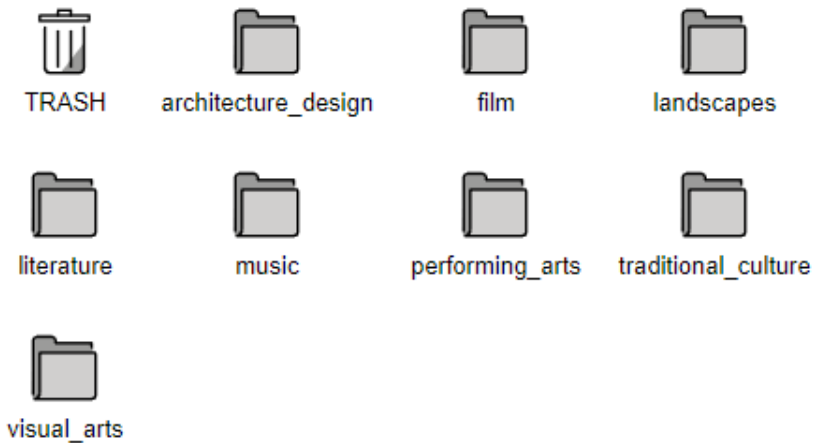 TRASH
architecture_design
film
landscapes
literature
music
performing_arts
traditional_culture
visual_arts